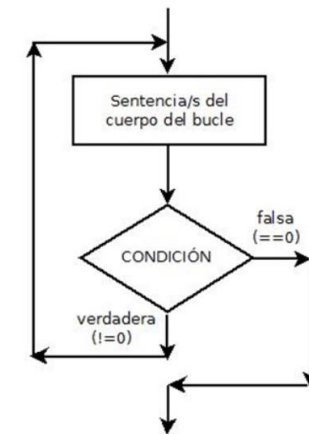 Sentencia/s del
cuerpo del bucle
CONDICIÓN
falsa
(==0)
verdadera
(!=0)